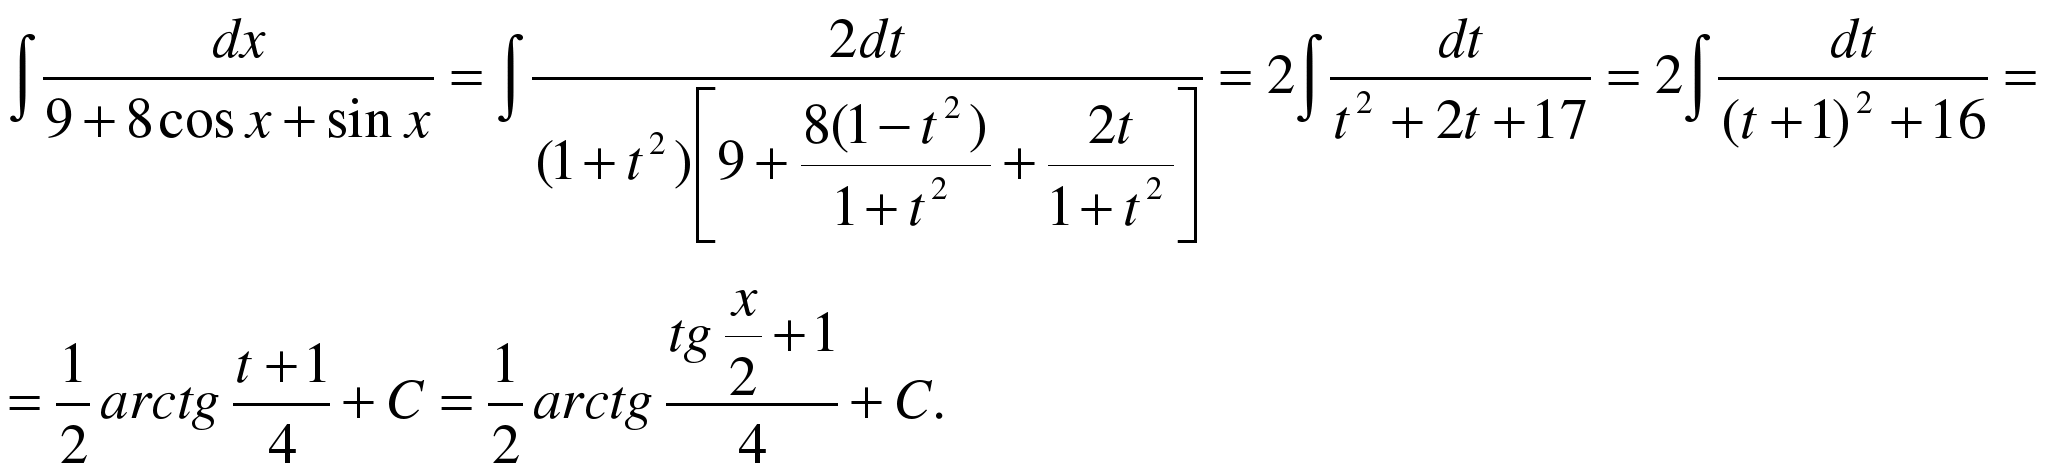 ∫ dx / (9 + 8cos x + sin x) = ∫ 2dt / ((1 + t²)[9 + 8(1 − t²) / (1 + t²) + 2t / (1 + t²)]) = 2∫ dt / (t² + 2t + 17) = 2∫ dt / ((t + 1)² + 16) =
= 1/2 arctg (t + 1)/4 + C = 1/2 arctg (tg x/2 + 1)/4 + C.